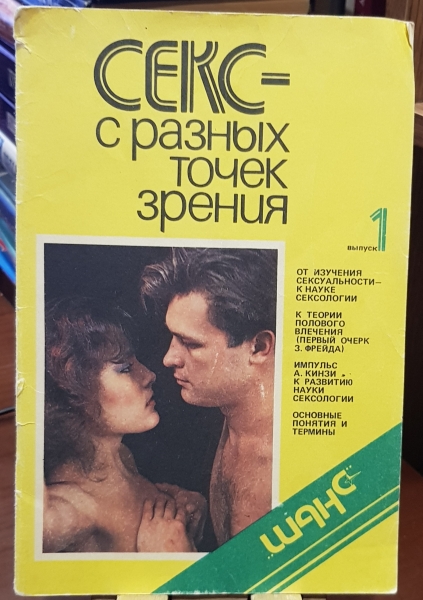 СЕКС–
с разных
точек
зрения
выпуск 1
ОТ ИЗУЧЕНИЯ
СЕКСУАЛЬНОСТИ–
К НАУКЕ
СЕКСОЛОГИИ
К ТЕОРИИ
ПОЛОВОГО
ВЛЕЧЕНИЯ
(ПЕРВЫЙ ОЧЕРК
З. ФРЕЙДА)
ИМПУЛЬС
А. КИНЗИ
К РАЗВИТИЮ
НАУКИ
СЕКСОЛОГИИ
ОСНОВНЫЕ
ПОНЯТИЯ И
ТЕРМИНЫ
шанс